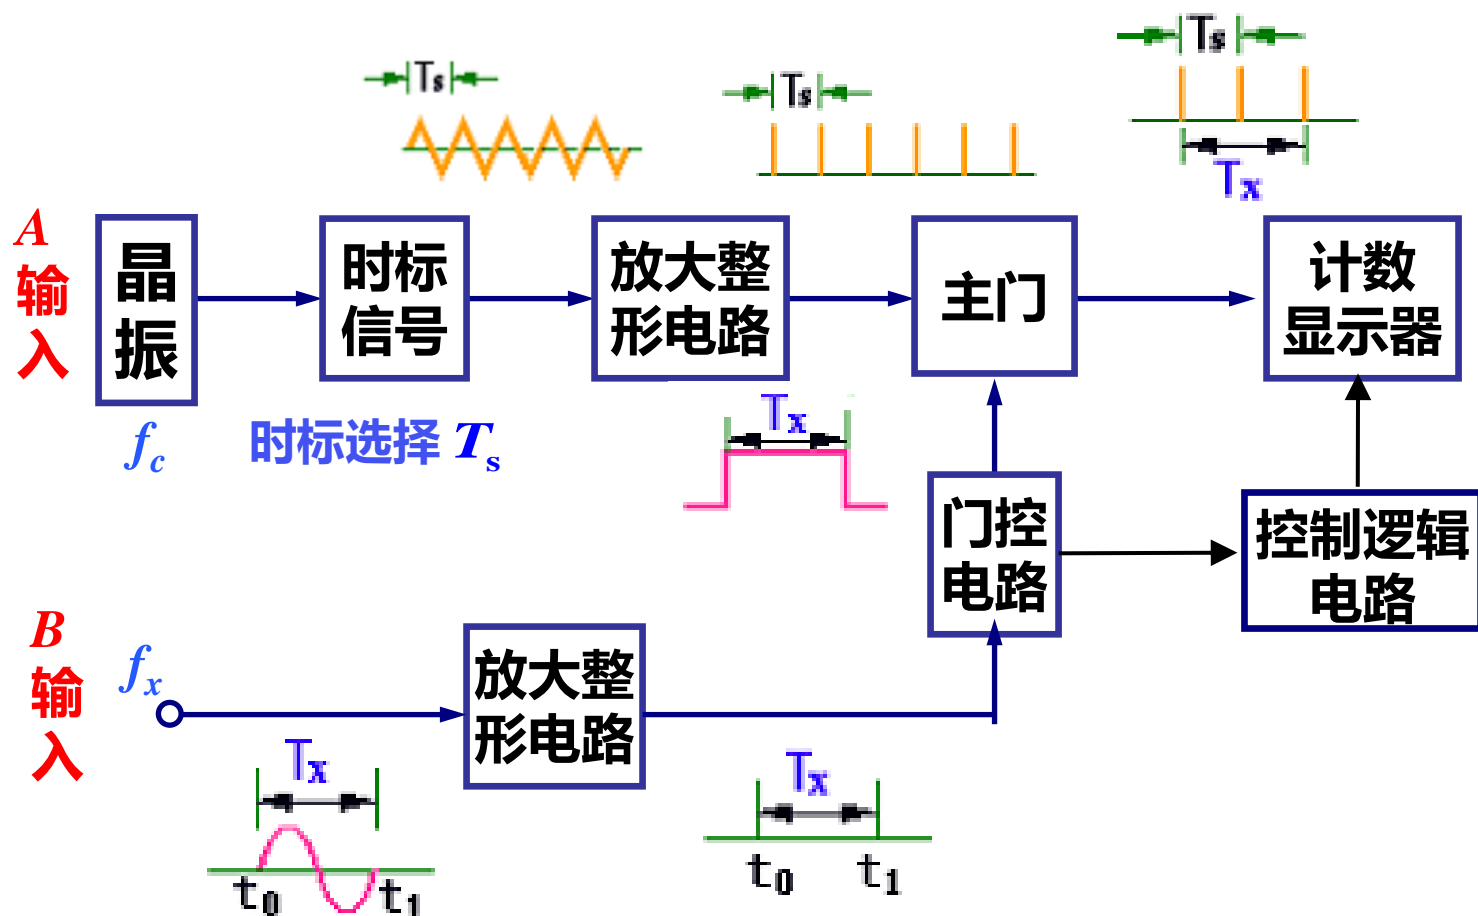 Ts
Ts
Ts
Tx
A
输
入
晶
振
时标
信号
放大整
形电路
主门
计数
显示器
fc
时标选择 Ts
Tx
门控
电路
控制逻辑
电路
B
输
入
fx
放大整
形电路
Tx
t0
t1
Tx
t0
t1